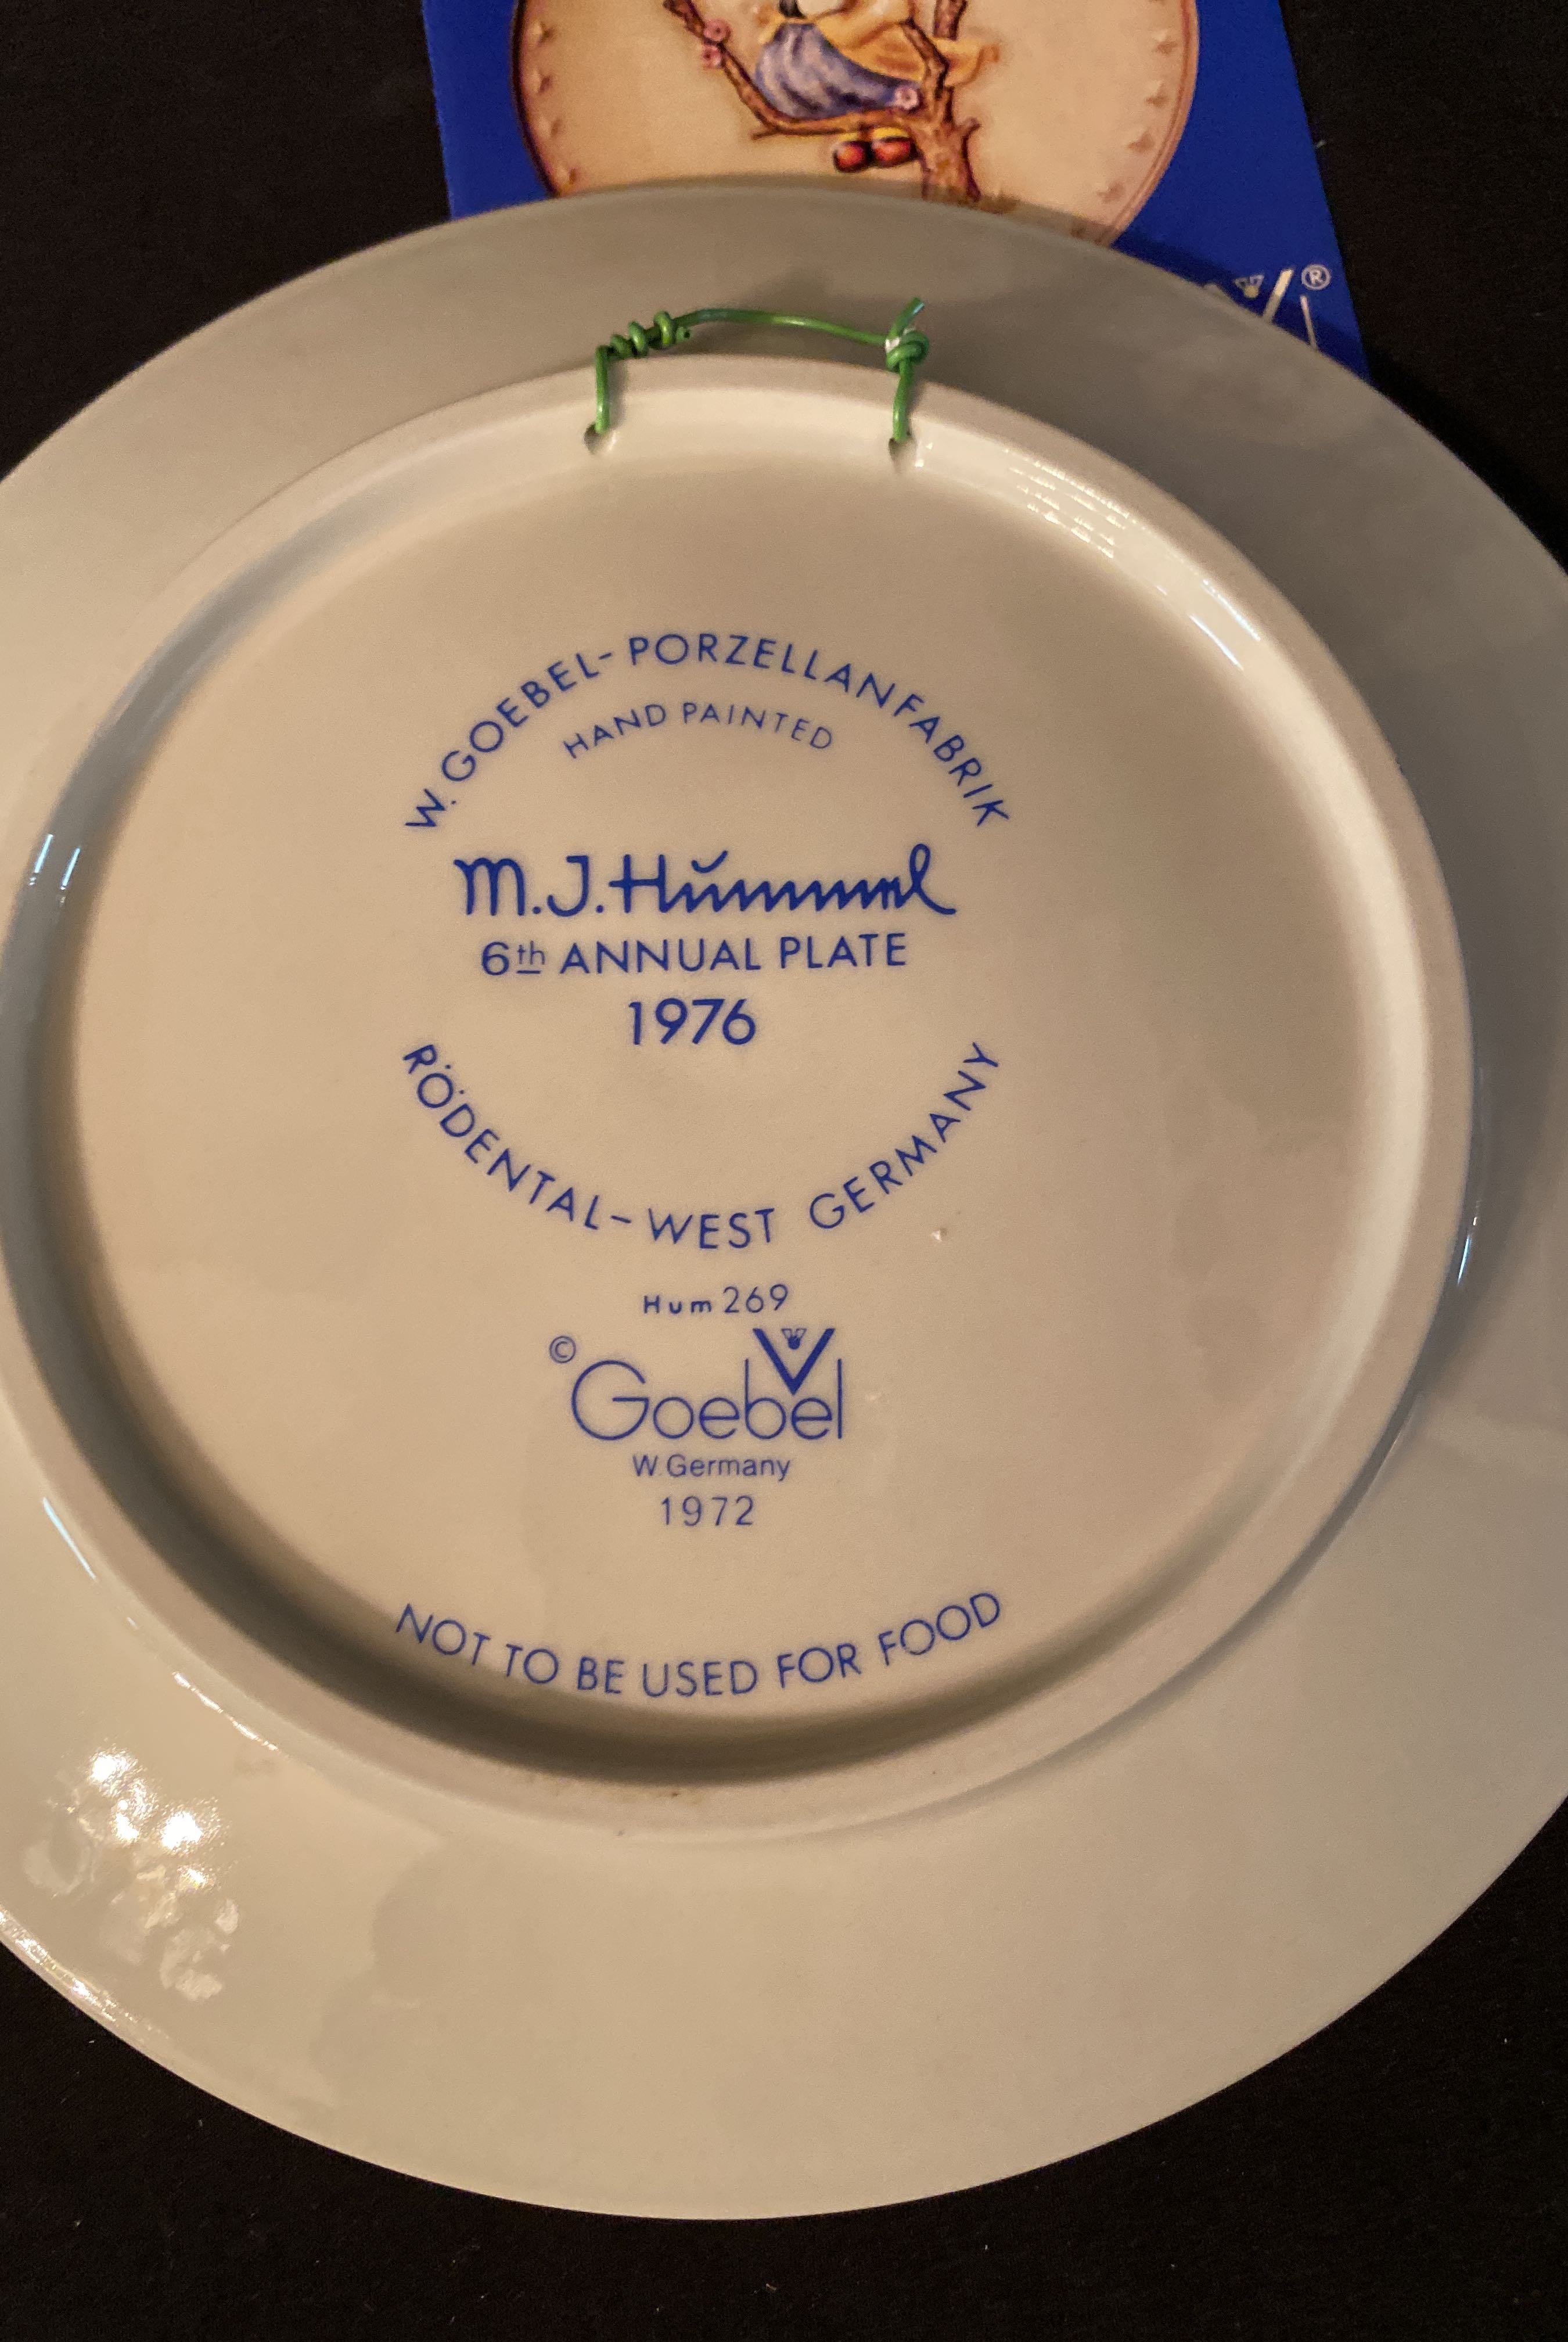 ®
W. GOEBEL-PORZELLANFABRIK
HAND PAINTED
M.J.Hummel
6th ANNUAL PLATE
1976
RÖDENTAL-WEST GERMANY
Hum 269
© Goebel
W.Germany
1972
NOT TO BE USED FOR FOOD